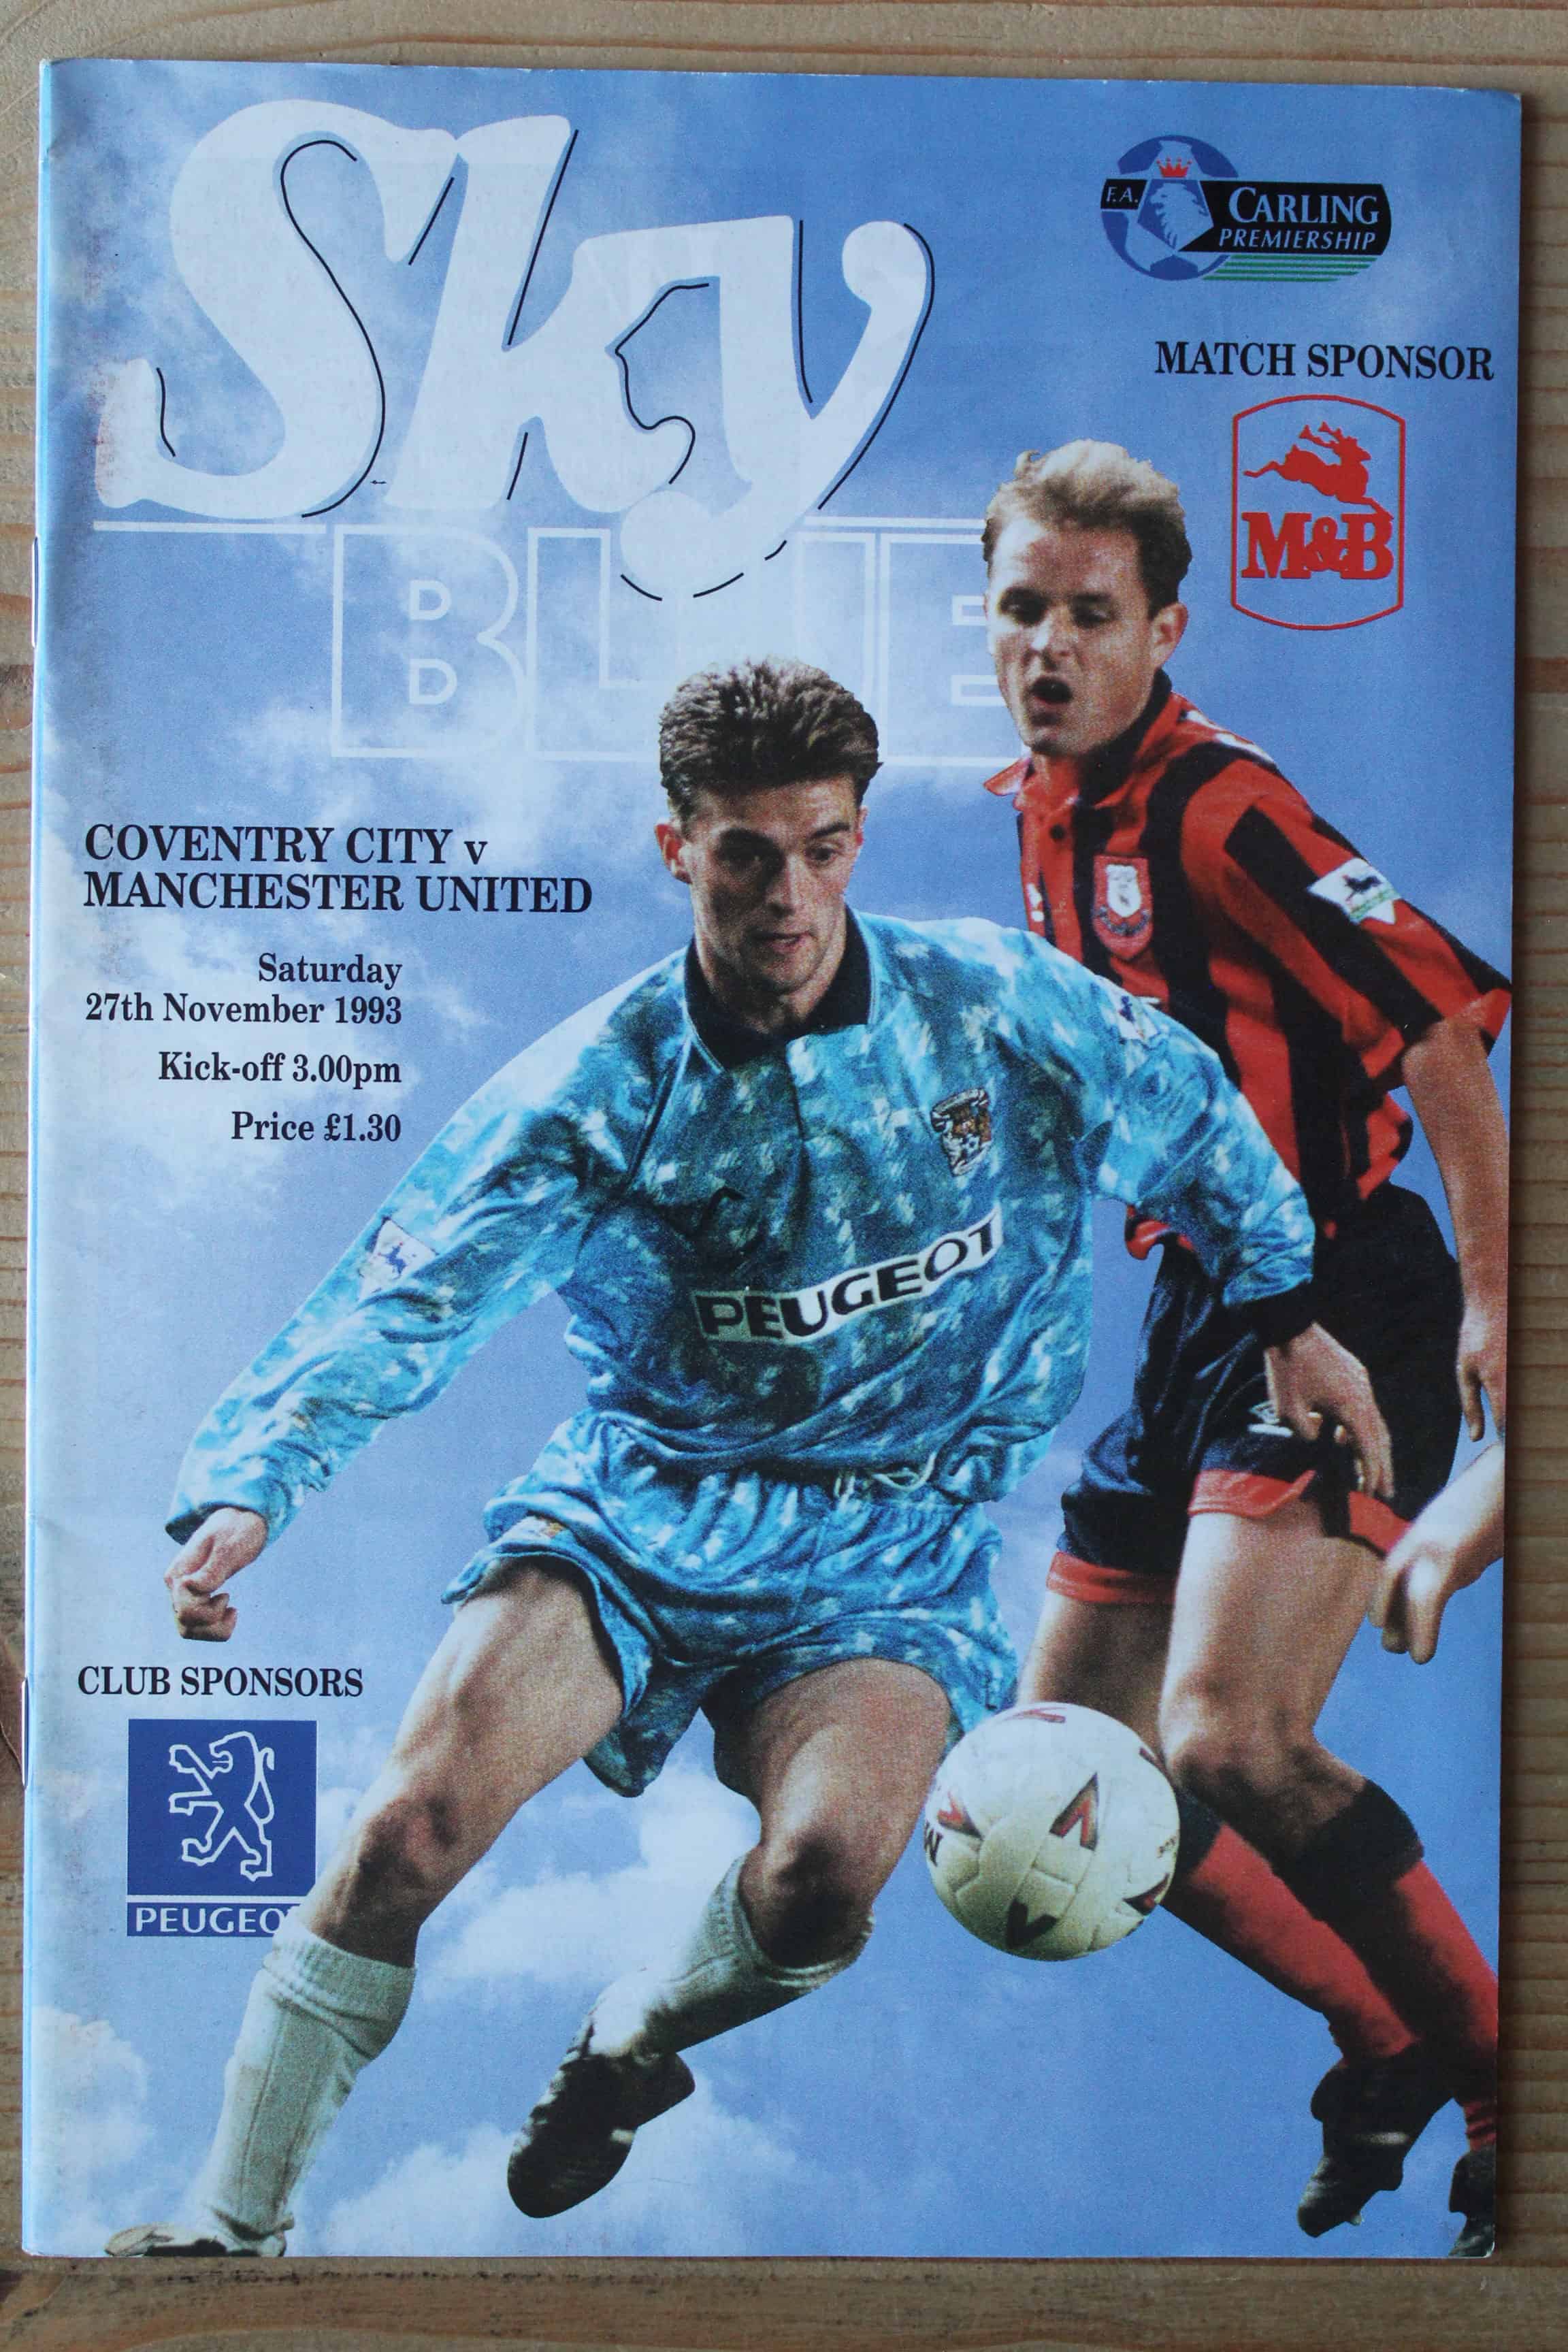 Sky
BLUE
F.A.
CARLING
PREMIERSHIP
MATCH SPONSOR
M&B
COVENTRY CITY v
MANCHESTER UNITED
Saturday
27th November 1993
Kick-off 3.00pm
Price £1.30
PEUGEOT
CLUB SPONSORS
PEUGEOT